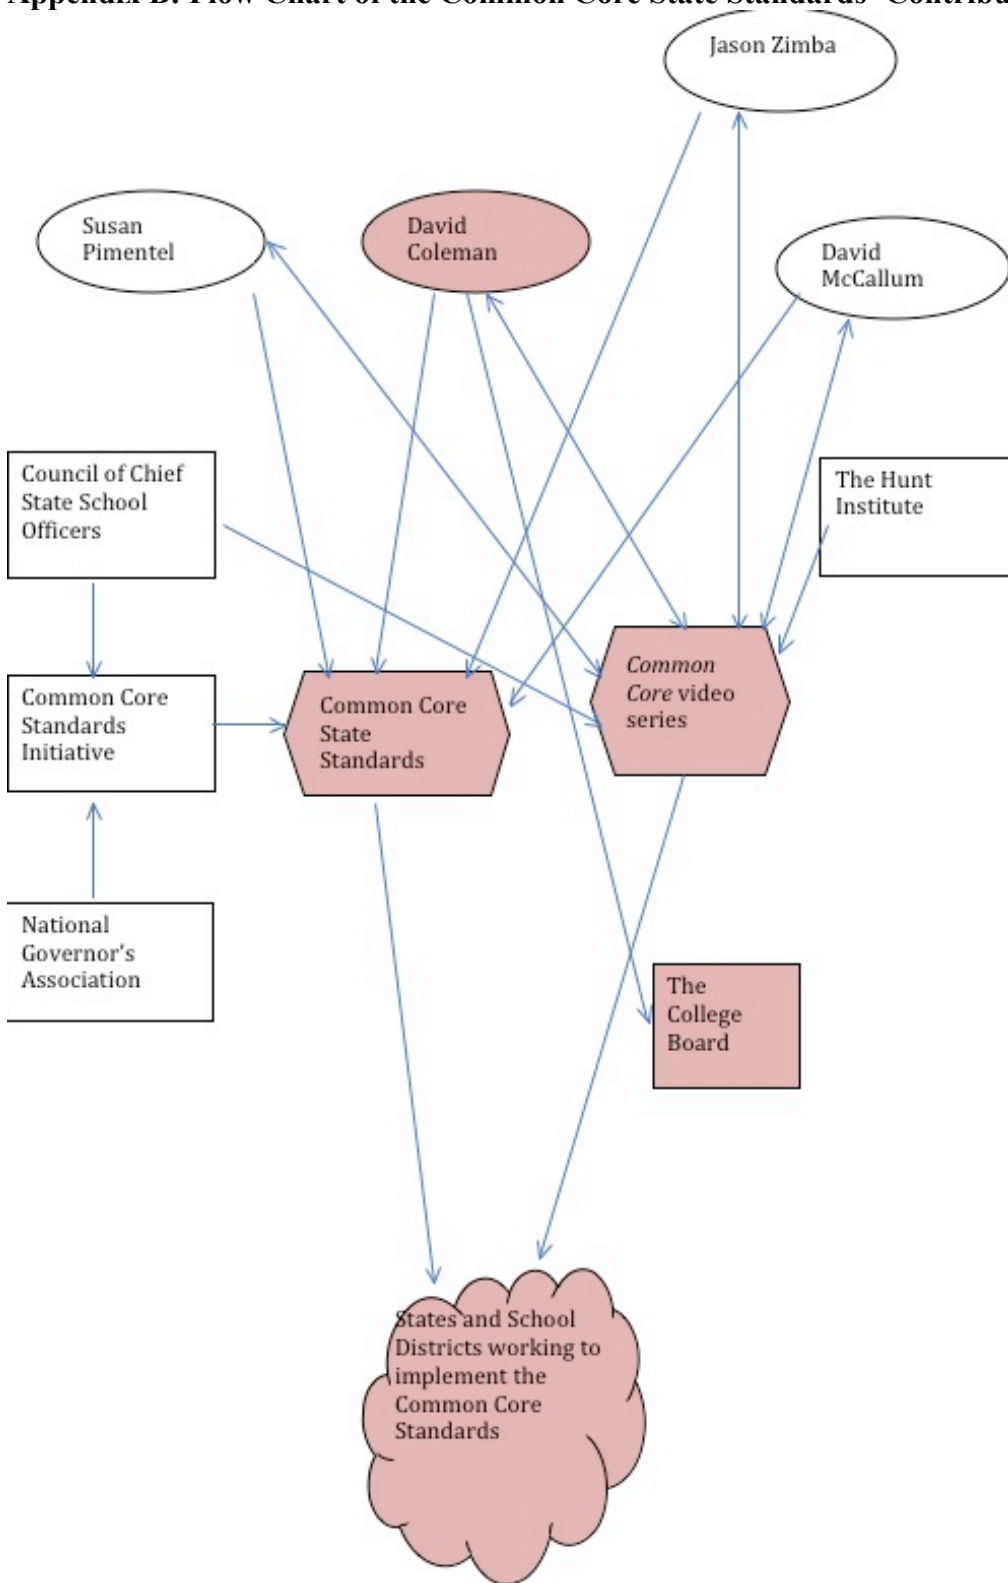 Appendix B: Flow Chart of the Common Core State Standards' Contribu
Jason Zimba
Susan
Pimentel
David
Coleman
David
McCallum
Council of Chief
State School
Officers
The Hunt
Institute
Common Core
Standards
Initiative
Common Core
State
Standards
Common
Core video
series
National
Governor's
Association
The
College
Board
States and School
Districts working to
implement the
Common Core
Standards